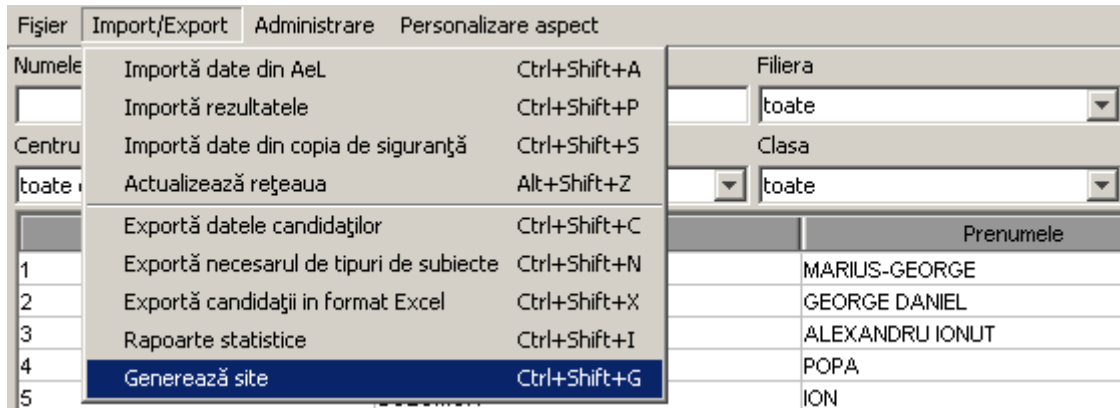 Fişier Import/Export Administrare Personalizare aspect
Numele Filiera
toate
Centru Clasa
toate toate
Importă date din AeL Ctrl+Shift+A
Importă rezultatele Ctrl+Shift+P
Importă date din copia de siguranţă Ctrl+Shift+S
Actualizează reţeaua Alt+Shift+Z
Exportă datele candidaţilor Ctrl+Shift+C
Exportă necesarul de tipuri de subiecte Ctrl+Shift+N
Exportă candidaţii in format Excel Ctrl+Shift+X
Rapoarte statistice Ctrl+Shift+I
Generează site Ctrl+Shift+G
Prenumele
1 MARIUS-GEORGE
2 GEORGE DANIEL
3 ALEXANDRU IONUT
4 POPA
5 ION